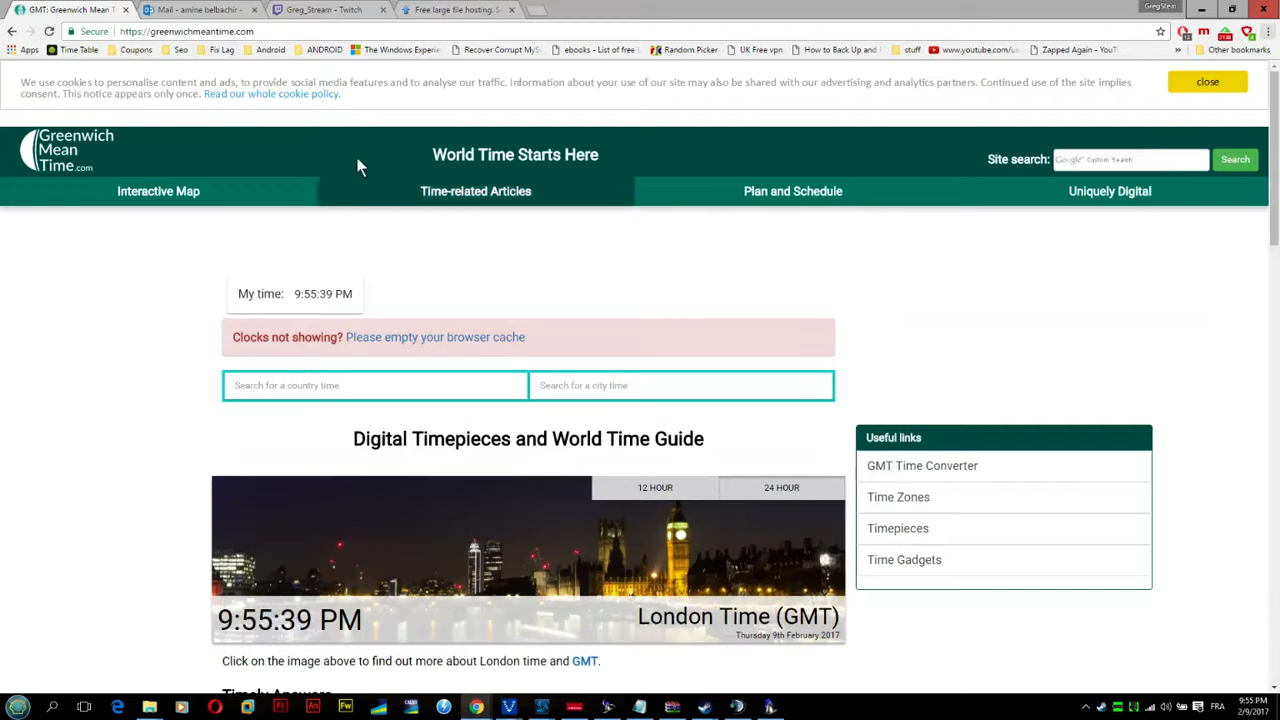 GMT: Greenwich Mean T
Mail - amine belbachir -
Greg_Stream - Twitch
Free large file hosting. S
GregStein
Secure
https://greenwichmeantime.com
Apps
Time Table
Coupons
Seo
Fix Lag
Android
ANDROID
The Windows Experie
Recover Corrupt MyS
ebooks - List of free
Random Picker
UK Free vpn
How to Back Up and
stuff
www.youtube.com/us
Zapped Again - YouT
»
Other bookmarks
We use cookies to personalise content and ads, to provide social media features and to analyse our traffic. Information about your use of our site may also be shared with our advertising and analytics partners. Continued use of the site implies
consent. This notice appears only once. Read our whole cookie policy.
close
Greenwich
Mean
Time.com
World Time Starts Here
Site search:
Google™ Custom Search
Search
Interactive Map
Time-related Articles
Plan and Schedule
Uniquely Digital
My time: 9:55:39 PM
Clocks not showing? Please empty your browser cache
Search for a country time
Search for a city time
Digital Timepieces and World Time Guide
12 HOUR
24 HOUR
9:55:39 PM
London Time (GMT)
Thursday 9th February 2017
Useful links
GMT Time Converter
Time Zones
Timepieces
Time Gadgets
Click on the image above to find out more about London time and GMT.
Timely Answers
FRA
9:55 PM
2/9/2017